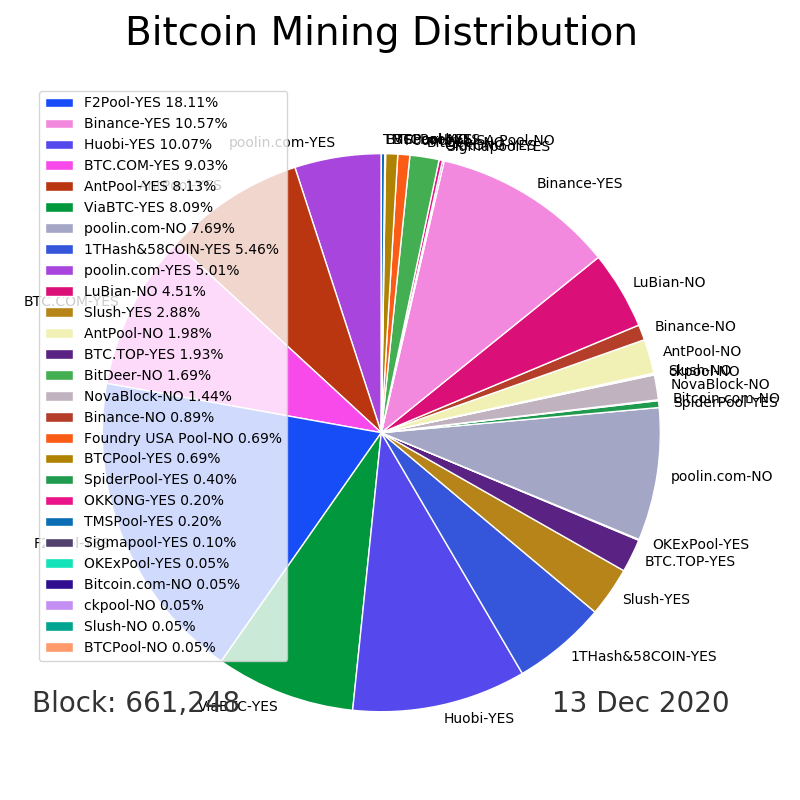 Bitcoin Mining Distribution
F2Pool-YES 18.11%
Binance-YES 10.57%
Huobi-YES 10.07%
BTC.COM-YES 9.03%
AntPool-YES 8.13%
ViaBTC-YES 8.09%
poolin.com-NO 7.69%
1THash&58COIN-YES 5.46%
poolin.com-YES 5.01%
LuBian-NO 4.51%
Slush-YES 2.88%
AntPool-NO 1.98%
BTC.TOP-YES 1.93%
BitDeer-NO 1.69%
NovaBlock-NO 1.44%
Binance-NO 0.89%
Foundry USA Pool-NO 0.69%
BTCPool-YES 0.69%
SpiderPool-YES 0.40%
OKKONG-YES 0.20%
TMSPool-YES 0.20%
Sigmapool-YES 0.10%
OKExPool-YES 0.05%
Bitcoin.com-NO 0.05%
ckpool-NO 0.05%
Slush-NO 0.05%
BTCPool-NO 0.05%
poolin.com-YES
BTC.COM-YES
Sigmapool-YES
Binance-YES
LuBian-NO
Binance-NO
AntPool-NO
Slush-NO
ckpool-NO
NovaBlock-NO
Bitcoin.com-NO
SpiderPool-YES
poolin.com-NO
OKExPool-YES
BTC.TOP-YES
Slush-YES
1THash&58COIN-YES
Huobi-YES
ViaBTC-YES
Block: 661,248
13 Dec 2020